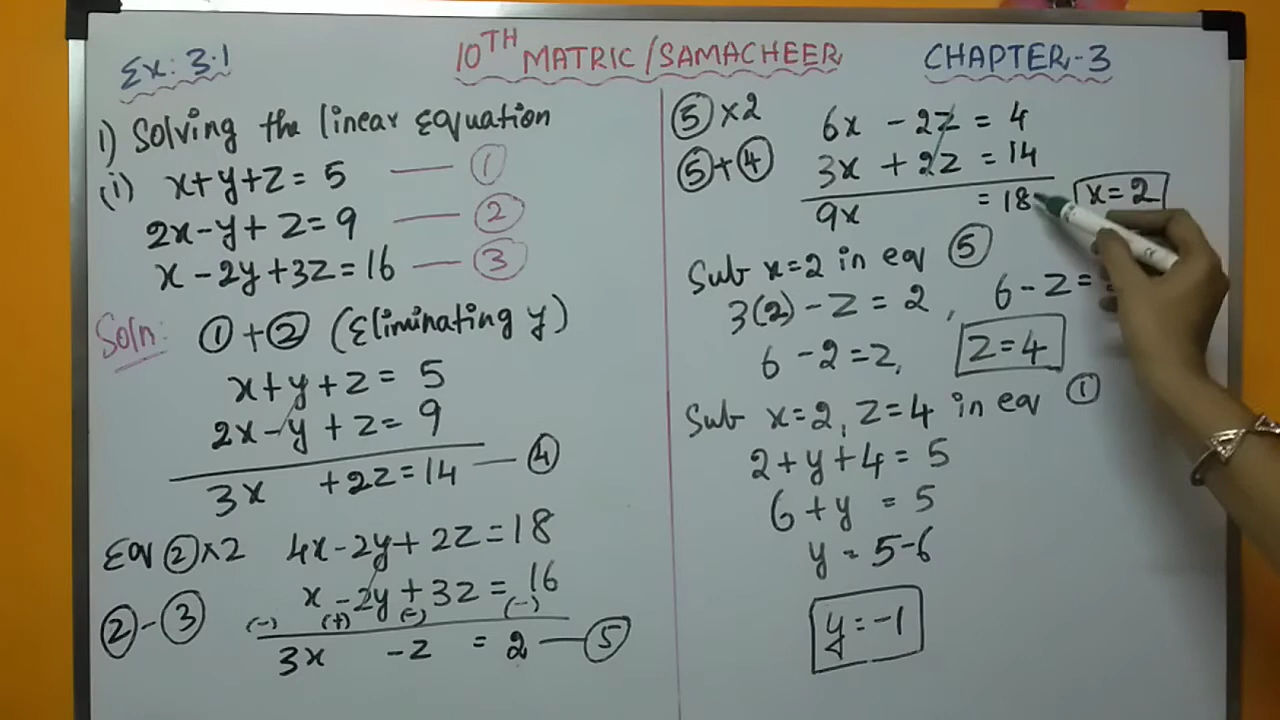 Ex: 3.1
10TH MATRIC/SAMACHEER
CHAPTER-3
1) Solving the linear Equation
(i) x+y+z=5 — ①
2x-y+z=9 — ②
x-2y+3z=16 — ③
Soln: ①+② (Eliminating y)
x+y+z=5
2x-y+z=9
3x +2z=14 — ④
Eq ②×2 4x-2y+2z=18
x-2y+3z=16
②-③ (-) (+) (-) (-)
3x -z = 2 — ⑤
⑤×2 6x -2z = 4
⑤+④ 3x +2z =14
9x =18 x=2
Sub x=2 in eq ⑤
3(2)-z=2, 6-z=
6-2=z, z=4
Sub x=2, z=4 in eq ①
2+y+4=5
6+y =5
y=5-6
y=-1